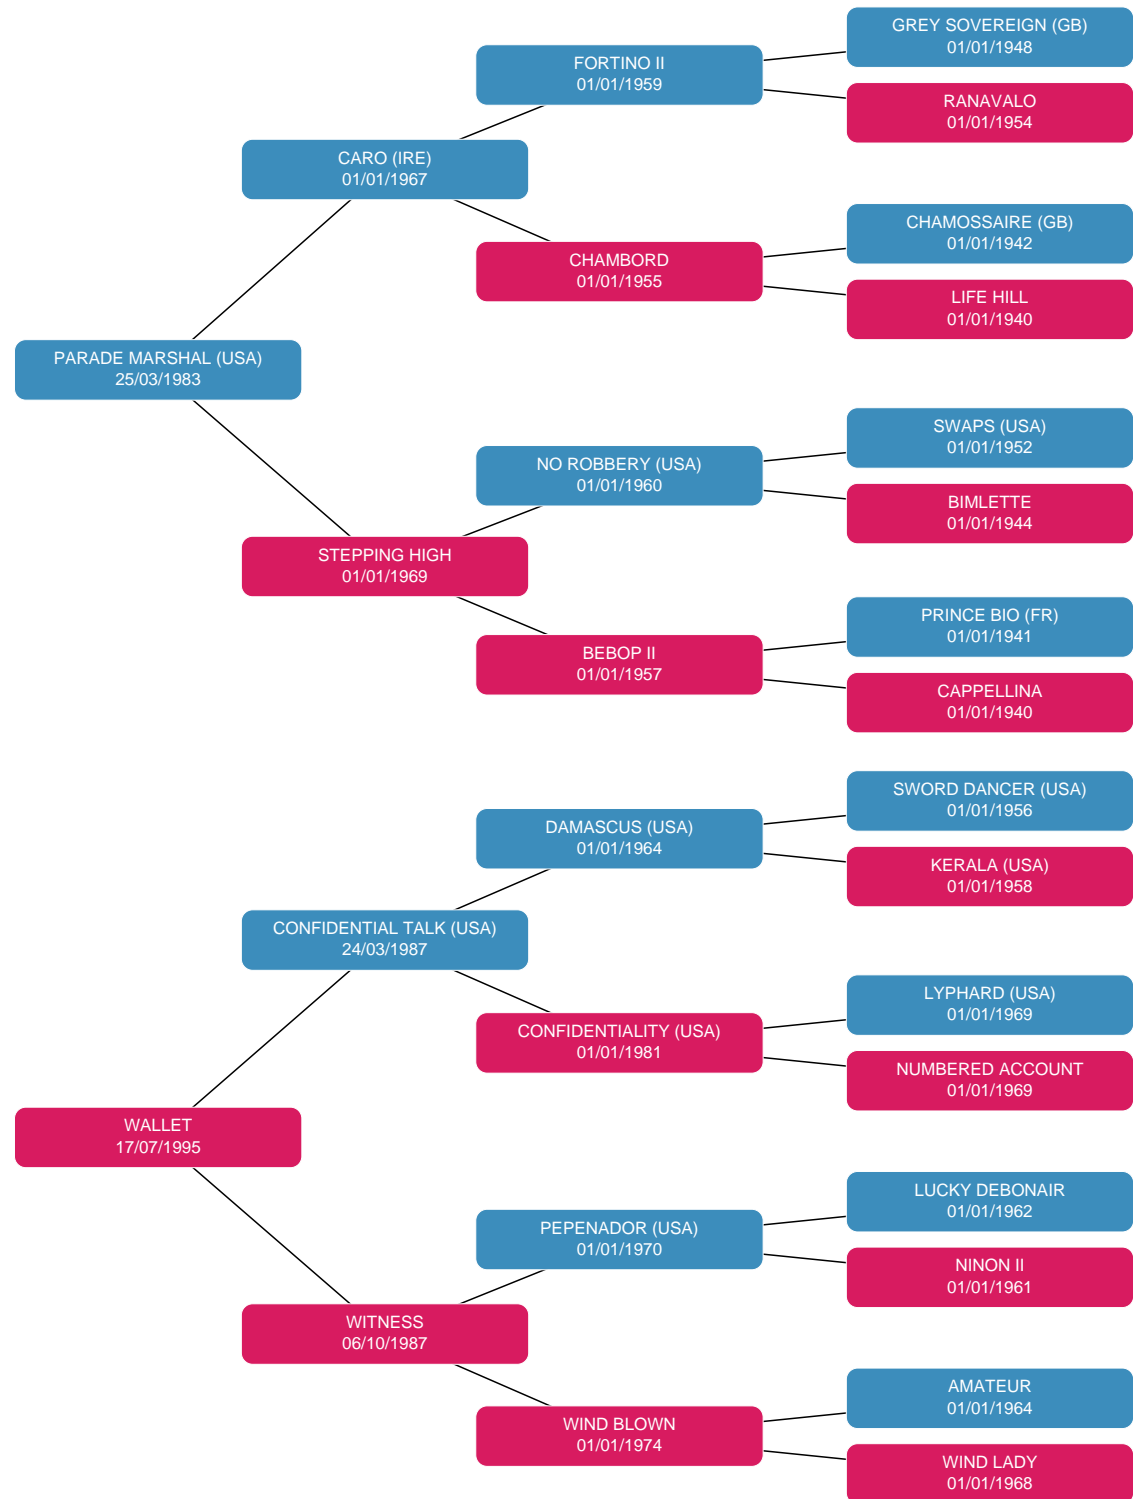 GREY SOVEREIGN (GB)
01/01/1948
FORTINO II
01/01/1959
RANAVALO
01/01/1954
CARO (IRE)
01/01/1967
CHAMOSSAIRE (GB)
01/01/1942
CHAMBORD
01/01/1955
LIFE HILL
01/01/1940
PARADE MARSHAL (USA)
25/03/1983
SWAPS (USA)
01/01/1952
NO ROBBERY (USA)
01/01/1960
BIMLETTE
01/01/1944
STEPPING HIGH
01/01/1969
PRINCE BIO (FR)
01/01/1941
BEBOP II
01/01/1957
CAPPELLINA
01/01/1940
SWORD DANCER (USA)
01/01/1956
DAMASCUS (USA)
01/01/1964
KERALA (USA)
01/01/1958
CONFIDENTIAL TALK (USA)
24/03/1987
LYPHARD (USA)
01/01/1969
CONFIDENTIALITY (USA)
01/01/1981
NUMBERED ACCOUNT
01/01/1969
WALLET
17/07/1995
LUCKY DEBONAIR
01/01/1962
PEPENADOR (USA)
01/01/1970
NINON II
01/01/1961
WITNESS
06/10/1987
AMATEUR
01/01/1964
WIND BLOWN
01/01/1974
WIND LADY
01/01/1968